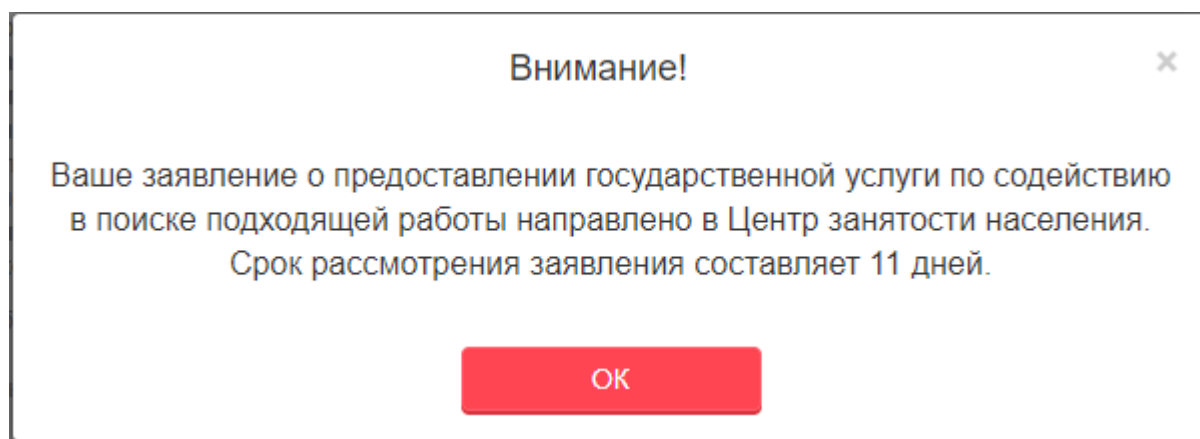 Внимание!
Ваше заявление о предоставлении государственной услуги по содействию
в поиске подходящей работы направлено в Центр занятости населения.
Срок рассмотрения заявления составляет 11 дней.
ОК